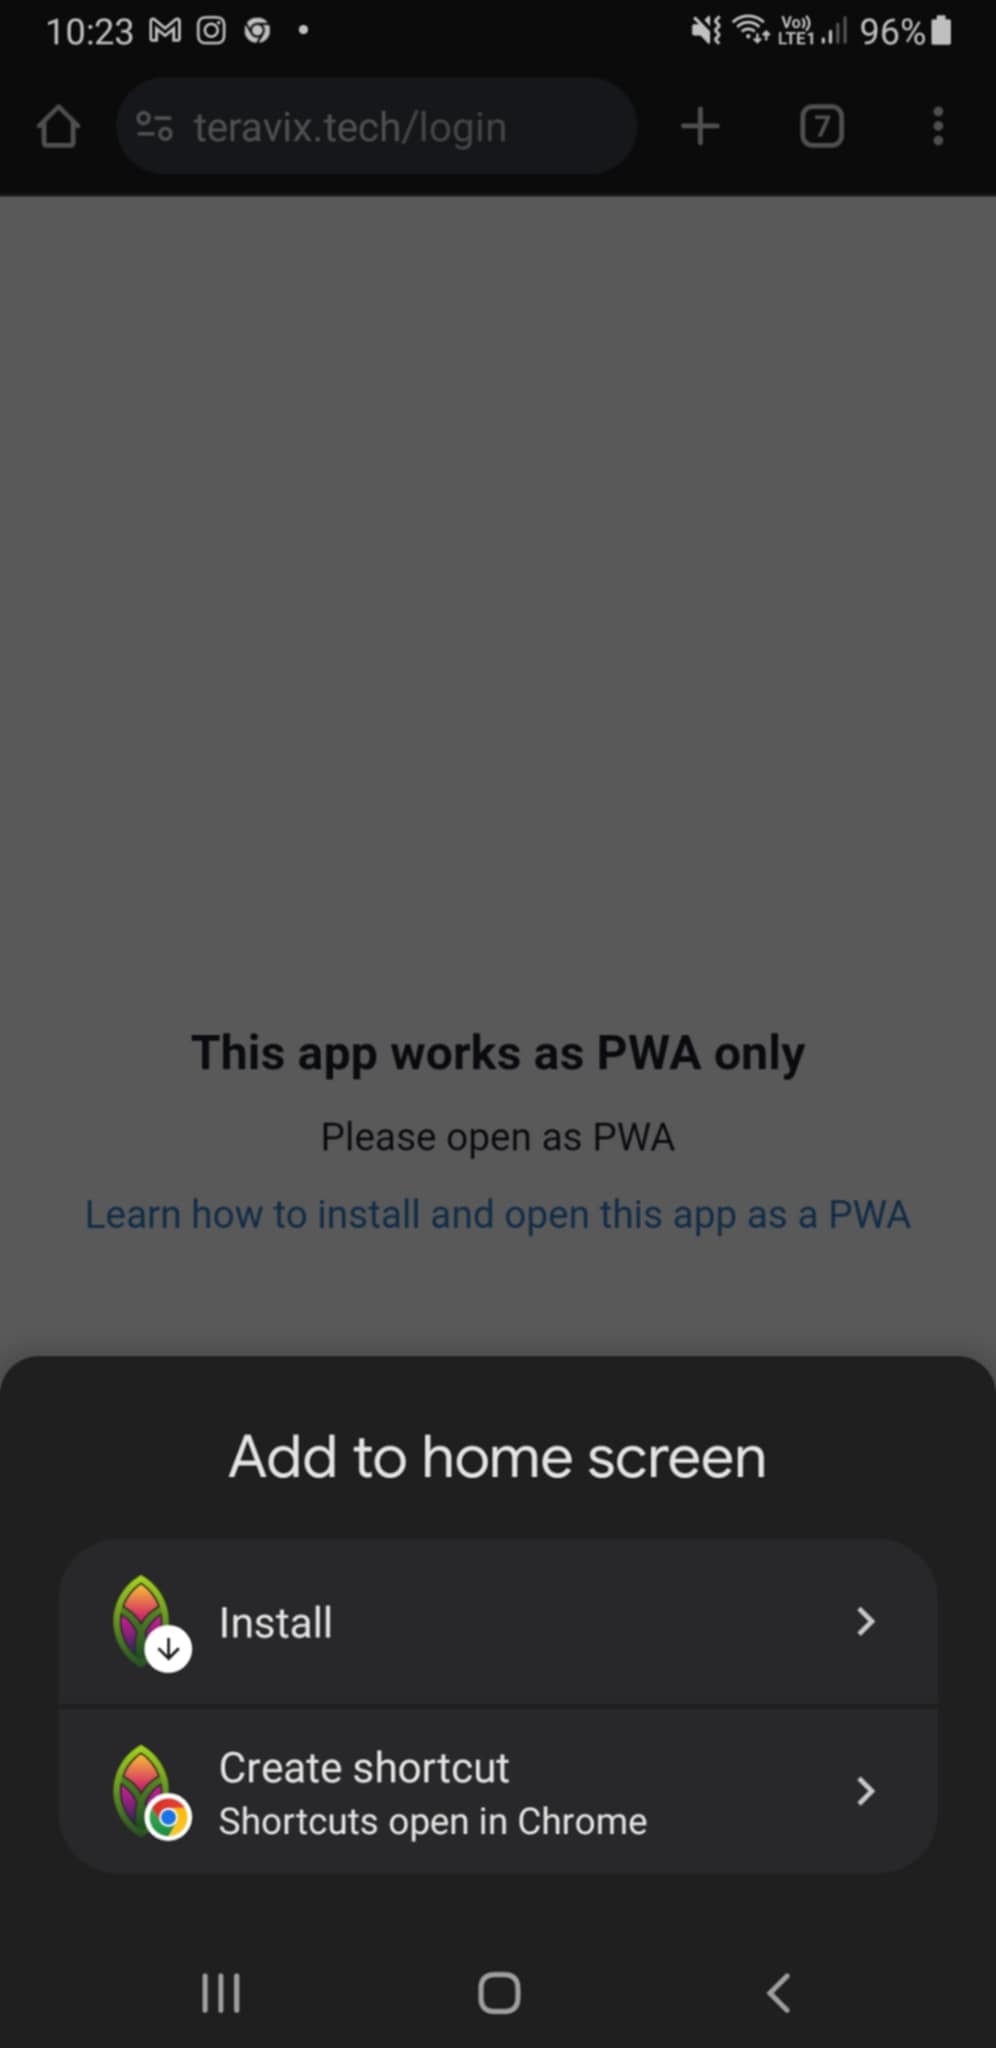 10:23
Vo)) LTE1 96%
teravix.tech/login
7
This app works as PWA only
Please open as PWA
Learn how to install and open this app as a PWA
Add to home screen
Install
Create shortcut
Shortcuts open in Chrome